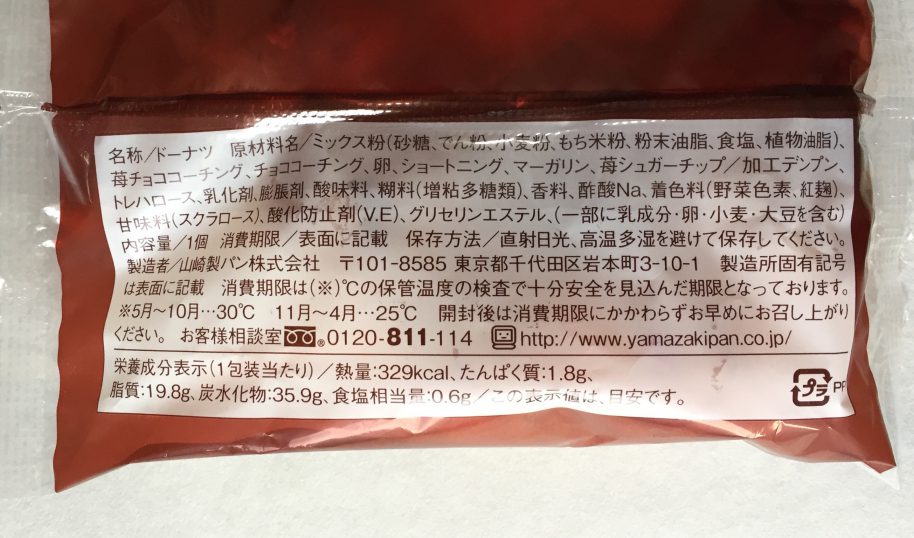 名称/ドーナツ 原材料名/ミックス粉(砂糖、でん粉、小麦粉、もち米粉、粉末油脂、食塩、植物油脂)、
苺チョココーチング、チョココーチング、卵、ショートニング、マーガリン、苺シュガーチップ/加工デンプン、
トレハロース、乳化剤、膨脹剤、酸味料、糊料(増粘多糖類)、香料、酢酸Na、着色料(野菜色素、紅麹)、
甘味料(スクラロース)、酸化防止剤(V.E)、グリセリンエステル、(一部に乳成分・卵・小麦・大豆を含む)
内容量/1個 消費期限/表面に記載 保存方法/直射日光、高温多湿を避けて保存してください。
製造者/山崎製パン株式会社 〒101-8585 東京都千代田区岩本町3-10-1 製造所固有記号
は表面に記載 消費期限は(※)℃の保管温度の検査で十分安全を見込んだ期限となっております。
※5月〜10月…30℃ 11月〜4月…25℃ 開封後は消費期限にかかわらずお早めにお召し上がり
ください。 お客様相談室 0120-811-114 http://www.yamazakipan.co.jp/
栄養成分表示(1包装当たり)/熱量:329kcal、たんぱく質:1.8g、
脂質:19.8g、炭水化物:35.9g、食塩相当量:0.6g/この表示値は、目安です。
プラ PP